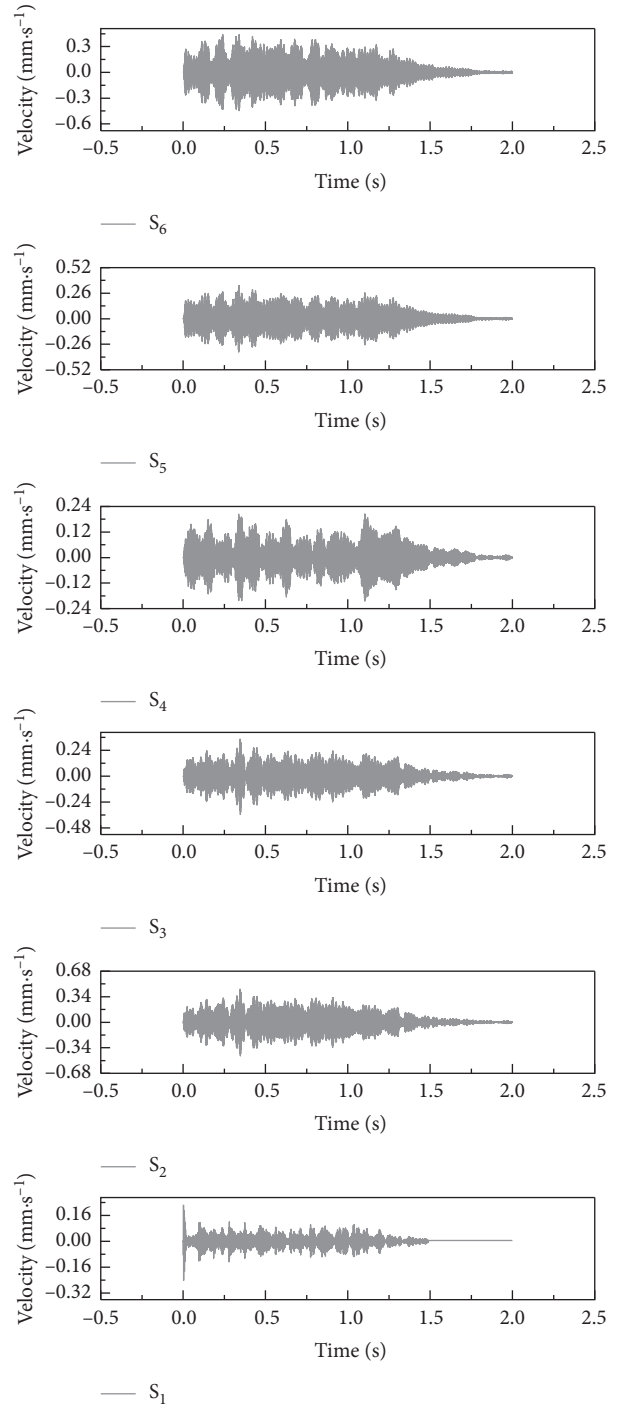 Velocity (mm·s⁻¹)
0.3
0.0
–0.3
–0.6
–0.5 0.0 0.5 1.0 1.5 2.0 2.5
Time (s)
S₆
Velocity (mm·s⁻¹)
0.52
0.26
0.00
–0.26
–0.52
–0.5 0.0 0.5 1.0 1.5 2.0 2.5
Time (s)
S₅
Velocity (mm·s⁻¹)
0.24
0.12
0.00
–0.12
–0.24
–0.5 0.0 0.5 1.0 1.5 2.0 2.5
Time (s)
S₄
Velocity (mm·s⁻¹)
0.24
0.00
–0.24
–0.48
–0.5 0.0 0.5 1.0 1.5 2.0 2.5
Time (s)
S₃
Velocity (mm·s⁻¹)
0.68
0.34
0.00
–0.34
–0.68
–0.5 0.0 0.5 1.0 1.5 2.0 2.5
Time (s)
S₂
Velocity (mm·s⁻¹)
0.16
0.00
–0.16
–0.32
–0.5 0.0 0.5 1.0 1.5 2.0 2.5
Time (s)
S₁